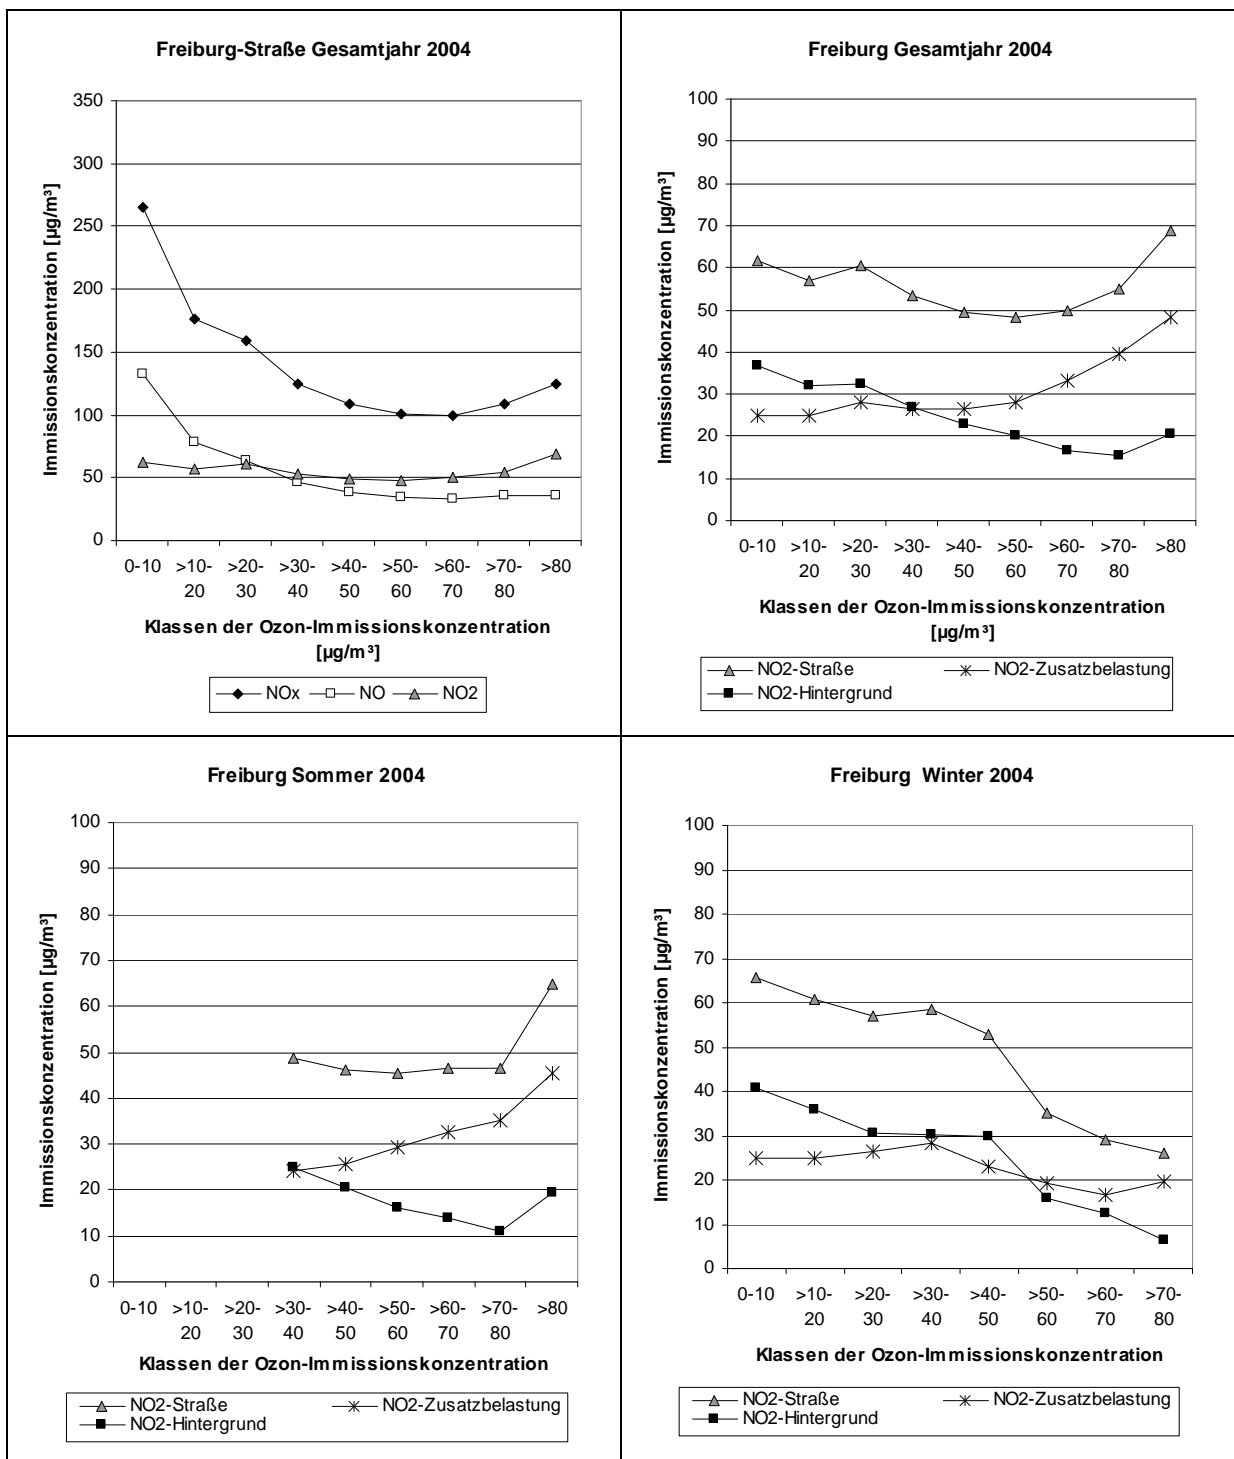 Freiburg-Straße Gesamtjahr 2004
Immissionskonzentration [µg/m³]
350
300
250
200
150
100
50
0
0-10 >10- >20- >30- >40- >50- >60- >70- >80
20 30 40 50 60 70 80
Klassen der Ozon-Immissionskonzentration
[µg/m³]
NOx NO NO2
Freiburg Gesamtjahr 2004
Immissionskonzentration [µg/m³]
100
90
80
70
60
50
40
30
20
10
0
0-10 >10- >20- >30- >40- >50- >60- >70- >80
20 30 40 50 60 70 80
Klassen der Ozon-Immissionskonzentration
[µg/m³]
NO2-Straße NO2-Zusatzbelastung
NO2-Hintergrund
Freiburg Sommer 2004
Immissionskonzentration [µg/m³]
100
90
80
70
60
50
40
30
20
10
0
0-10 >10- >20- >30- >40- >50- >60- >70- >80
20 30 40 50 60 70 80
Klassen der Ozon-Immissionskonzentration
NO2-Straße NO2-Zusatzbelastung
NO2-Hintergrund
Freiburg Winter 2004
Immissionskonzentration [µg/m³]
100
90
80
70
60
50
40
30
20
10
0
0-10 >10- >20- >30- >40- >50- >60- >70-
20 30 40 50 60 70 80
Klassen der Ozon-Immissionskonzentration
NO2-Straße NO2-Zusatzbelastung
NO2-Hintergrund